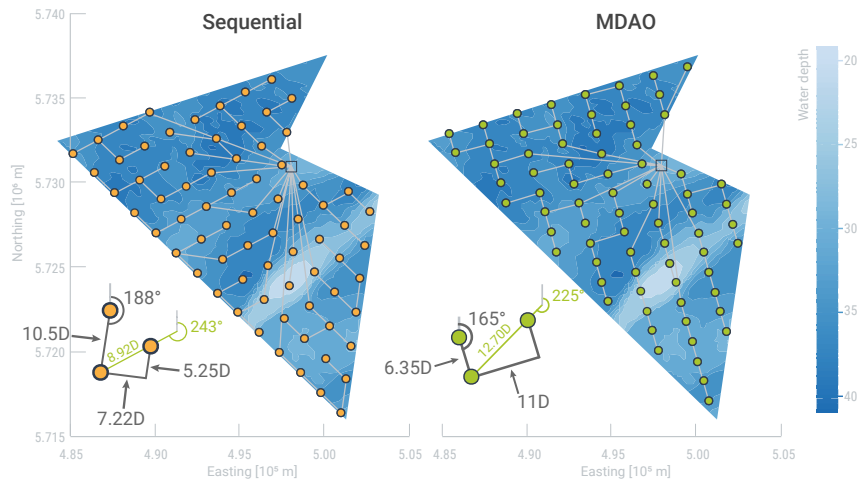 Sequential
MDAO
5.740
5.735
5.730
5.725
5.720
5.715
Northing [10⁶ m]
4.85
4.90
4.95
5.00
5.05
Easting [10⁵ m]
188°
10.5D
8.92D
243°
5.25D
7.22D
4.85
4.90
4.95
5.00
5.05
Easting [10⁵ m]
165°
6.35D
12.70D
225°
11D
Water depth
20
25
30
35
40